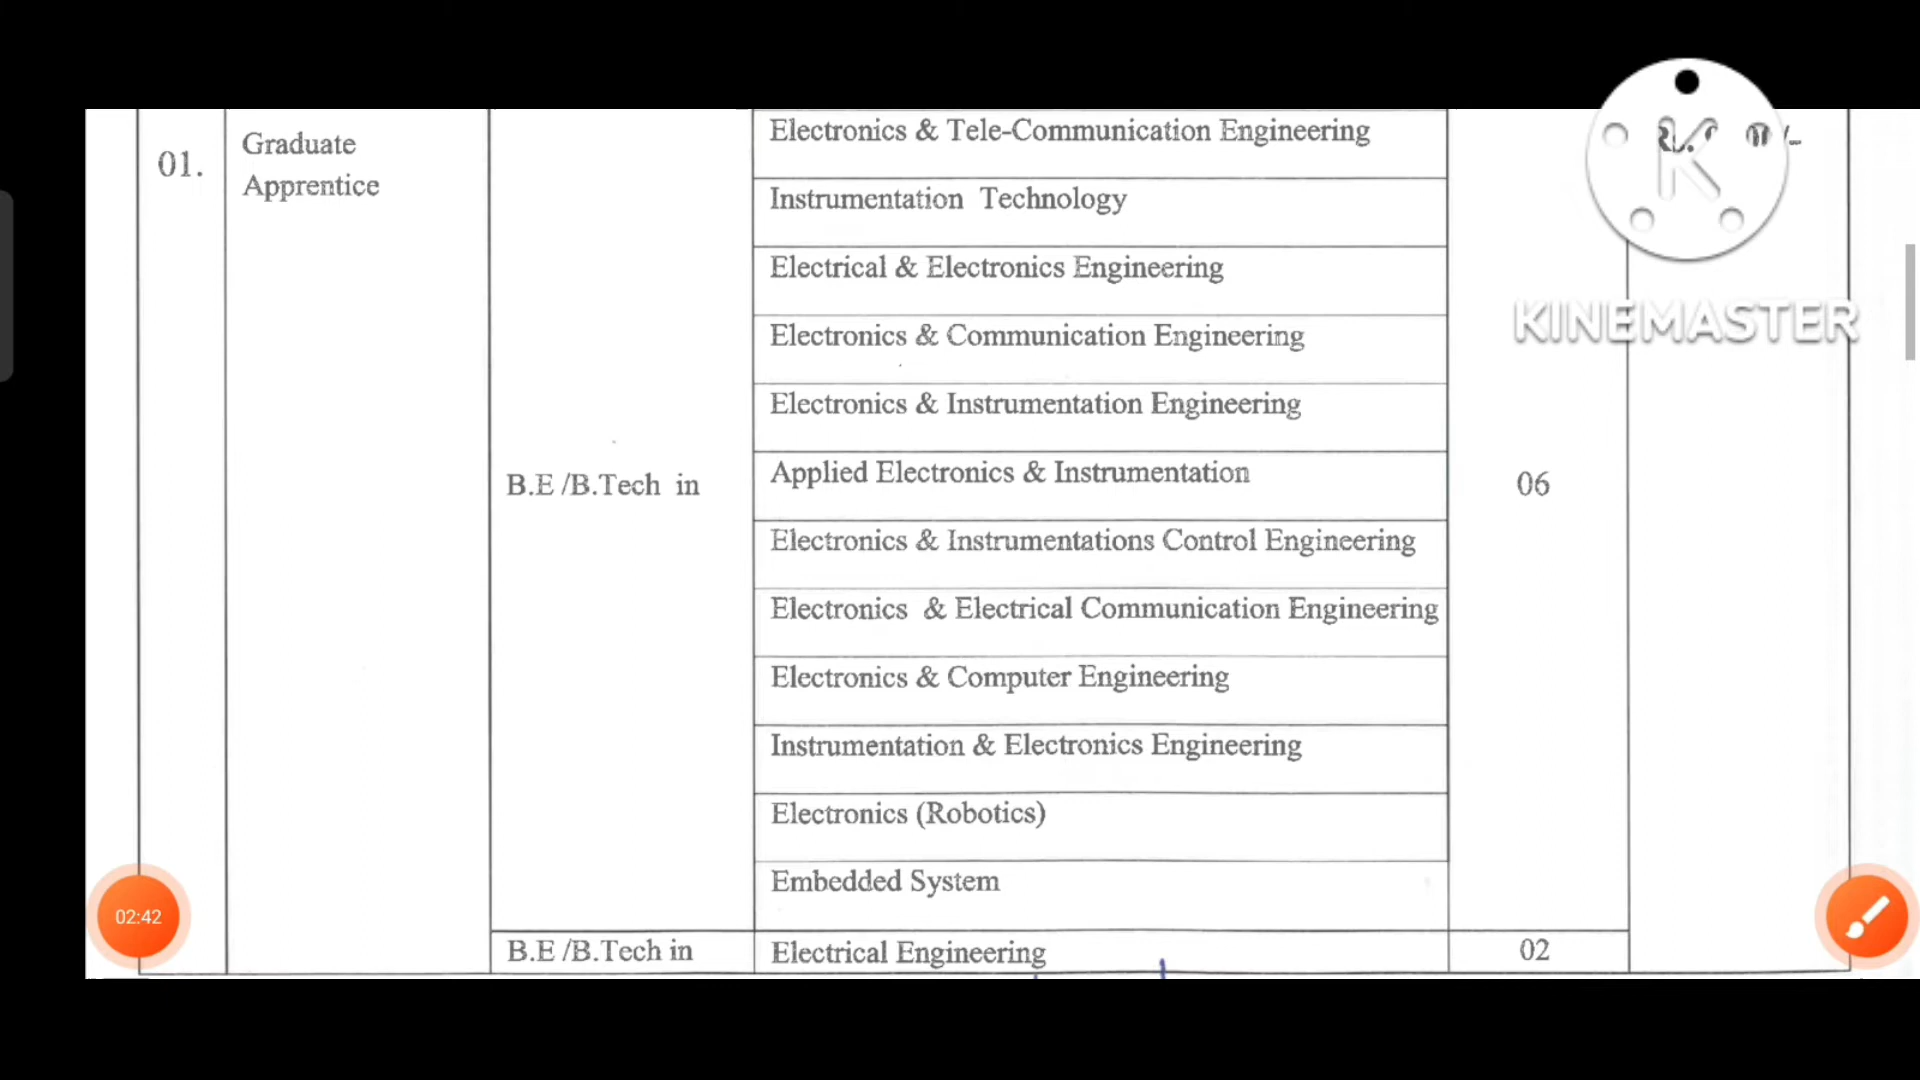 Electronics & Tele-Communication Engineering
01.
Graduate
Apprentice
Instrumentation Technology
Electrical & Electronics Engineering
Electronics & Communication Engineering
KINEMASTER
Electronics & Instrumentation Engineering
Applied Electronics & Instrumentation
B.E /B.Tech in
06
Electronics & Instrumentations Control Engineering
Electronics & Electrical Communication Engineering
Electronics & Computer Engineering
Instrumentation & Electronics Engineering
Electronics (Robotics)
Embedded System
02:42
B.E /B.Tech in
Electrical Engineering
02